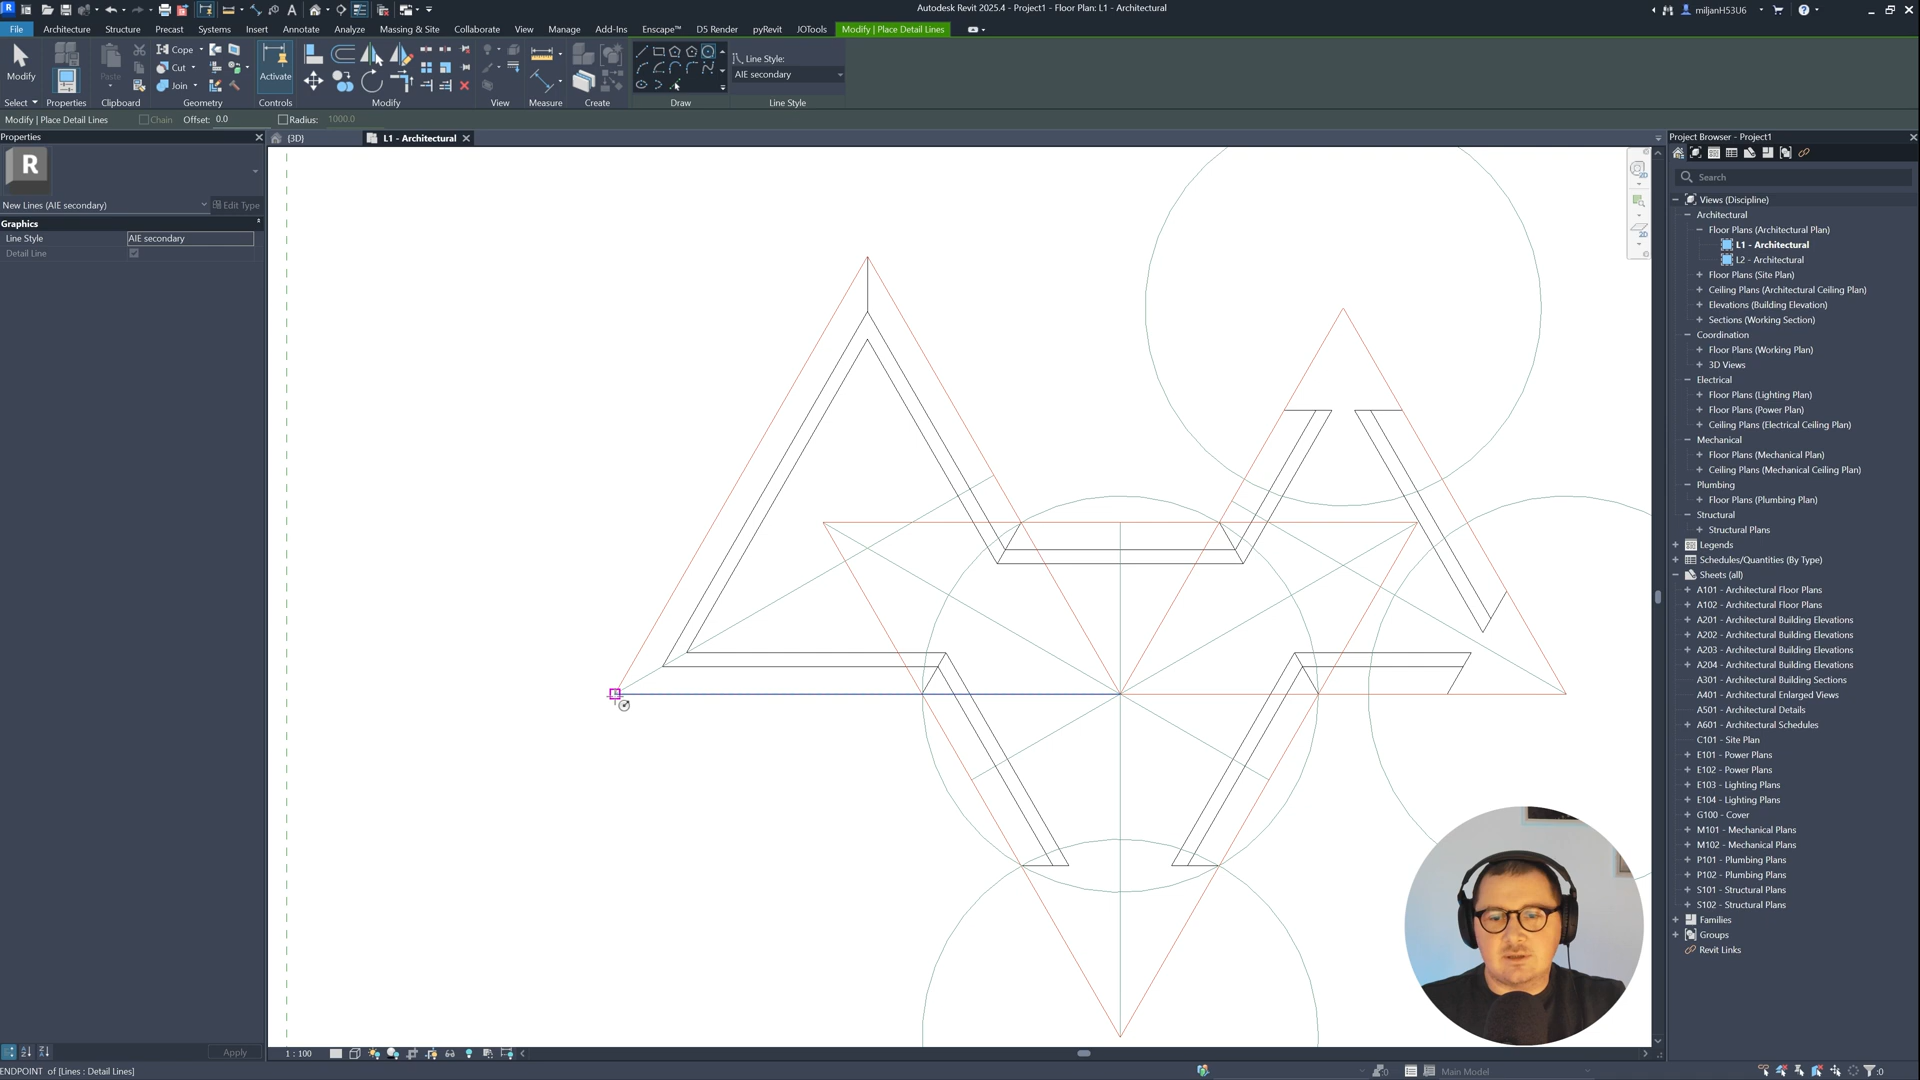 Autodesk Revit 2025.4 - Project1 - Floor Plan: L1 - Architectural
miljanH53U6
File
Architecture
Structure
Precast
Systems
Insert
Annotate
Analyze
Massing & Site
Collaborate
View
Manage
Add-Ins
Enscape™
D5 Render
pyRevit
JOTools
Modify | Place Detail Lines
Modify
Paste
Cope
Cut
Join
Activate
Line Style:
AIE secondary
Select
Properties
Clipboard
Geometry
Controls
Modify
View
Measure
Create
Draw
Line Style
Modify | Place Detail Lines
Chain
Offset:
0.0
Radius:
1000.0
Properties
{3D}
L1 - Architectural
R
New Lines (AIE secondary)
Edit Type
Graphics
Line Style
AIE secondary
Detail Line
Apply
2D
2D
1 : 100
ENDPOINT of [Lines : Detail Lines]
:0
Main Model
:0
Project Browser - Project1
Search
Views (Discipline)
Architectural
Floor Plans (Architectural Plan)
L1 - Architectural
L2 - Architectural
Floor Plans (Site Plan)
Ceiling Plans (Architectural Ceiling Plan)
Elevations (Building Elevation)
Sections (Working Section)
Coordination
Floor Plans (Working Plan)
3D Views
Electrical
Floor Plans (Lighting Plan)
Floor Plans (Power Plan)
Ceiling Plans (Electrical Ceiling Plan)
Mechanical
Floor Plans (Mechanical Plan)
Ceiling Plans (Mechanical Ceiling Plan)
Plumbing
Floor Plans (Plumbing Plan)
Structural
Structural Plans
Legends
Schedules/Quantities (By Type)
Sheets (all)
A101 - Architectural Floor Plans
A102 - Architectural Floor Plans
A201 - Architectural Building Elevations
A202 - Architectural Building Elevations
A203 - Architectural Building Elevations
A204 - Architectural Building Elevations
A301 - Architectural Building Sections
A401 - Architectural Enlarged Views
A501 - Architectural Details
A601 - Architectural Schedules
C101 - Site Plan
E101 - Power Plans
E102 - Power Plans
E103 - Lighting Plans
E104 - Lighting Plans
G100 - Cover
M101 - Mechanical Plans
M102 - Mechanical Plans
P101 - Plumbing Plans
P102 - Plumbing Plans
S101 - Structural Plans
S102 - Structural Plans
Families
Groups
Revit Links